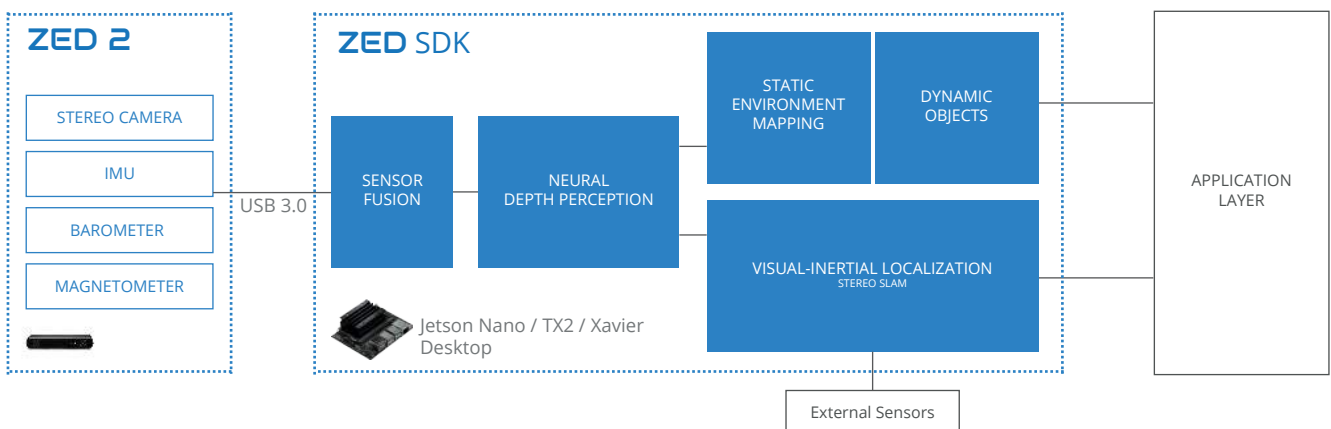 ZED 2
STEREO CAMERA
IMU
BAROMETER
MAGNETOMETER
USB 3.0
ZED SDK
SENSOR
FUSION
NEURAL
DEPTH PERCEPTION
STATIC
ENVIRONMENT
MAPPING
DYNAMIC
OBJECTS
VISUAL-INERTIAL LOCALIZATION
STEREO SLAM
Jetson Nano / TX2 / Xavier
Desktop
External Sensors
APPLICATION
LAYER